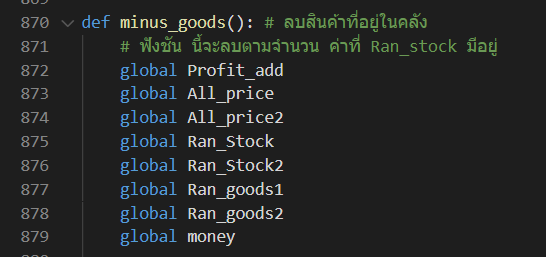 870 def minus_goods(): # ลบสินค้าที่อยู่ในคลัง
871 # ฟังชัน นี้จะลบตามจำนวน ค่าที่ Ran_stock มีอยู่
872 global Profit_add
873 global All_price
874 global All_price2
875 global Ran_Stock
876 global Ran_Stock2
877 global Ran_goods1
878 global Ran_goods2
879 global money